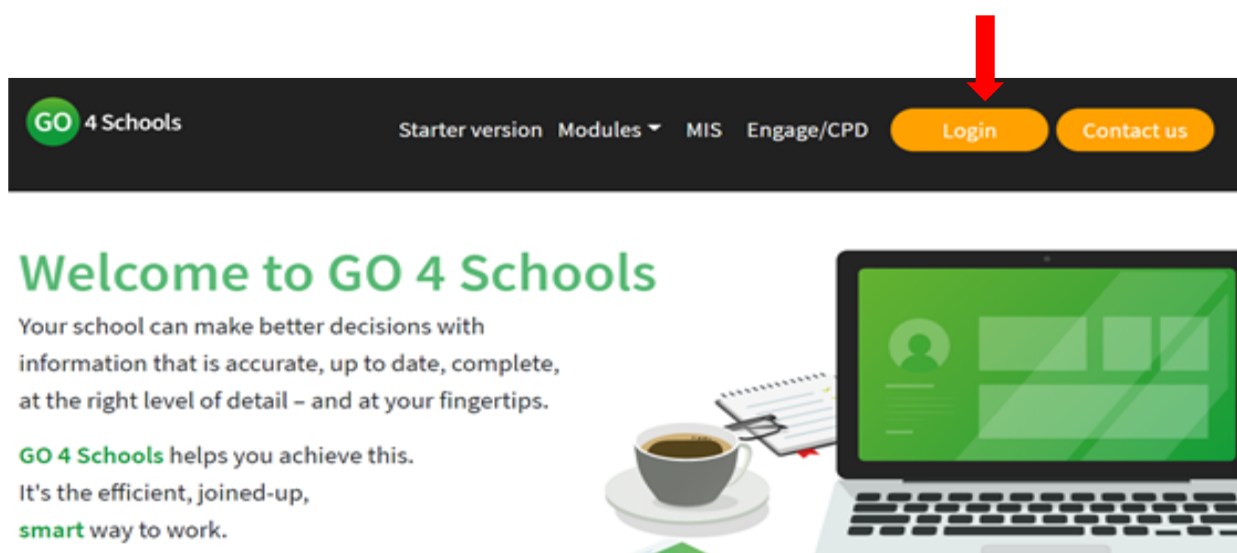 GO 4 Schools
Starter version Modules MIS Engage/CPD Login Contact us
Welcome to GO 4 Schools
Your school can make better decisions with
information that is accurate, up to date, complete,
at the right level of detail – and at your fingertips.
GO 4 Schools helps you achieve this.
It's the efficient, joined-up,
smart way to work.